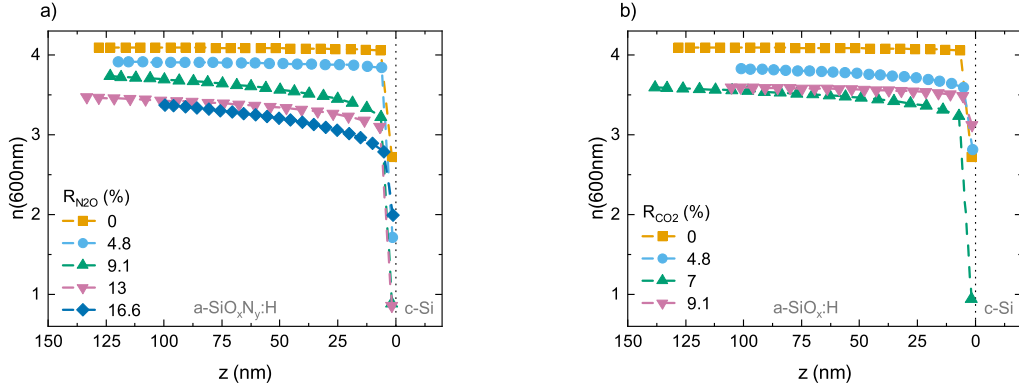 a)
n(600nm)
4
3
2
1
R_N2O (%)
0
4.8
9.1
13
16.6
a-SiOₓNᵧ:H
c-Si
150 125 100 75 50 25 0
z (nm)
b)
n(600nm)
4
3
2
1
R_CO2 (%)
0
4.8
7
9.1
a-SiOₓ:H
c-Si
150 125 100 75 50 25 0
z (nm)